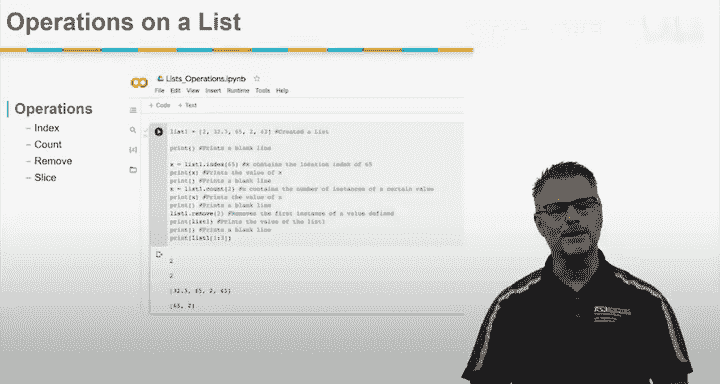 Operations on a List
Operations
– Index
– Count
– Remove
– Slice
Lists_Operations.ipynb
File Edit View Insert Runtime Tools Help
+ Code + Text
list1 = [2, 32.3, 65, 2, 63] #Created a List
print() #Prints a blank line
x = list1.index(65) #x contains the location index of 65
print(x) #Prints the value of x
print() #Prints a blank line
x = list1.count(2) #x contains the number of instances of a certain value
print(x) #Prints the value of x
print() #Prints a blank line
list1.remove(2) #Removes the first instance of a value defined
print(list1) #Prints the value of the list1
print() #Prints a blank line
print(list1[1:3])
2
2
[32.3, 65, 2, 63]
[65, 2]